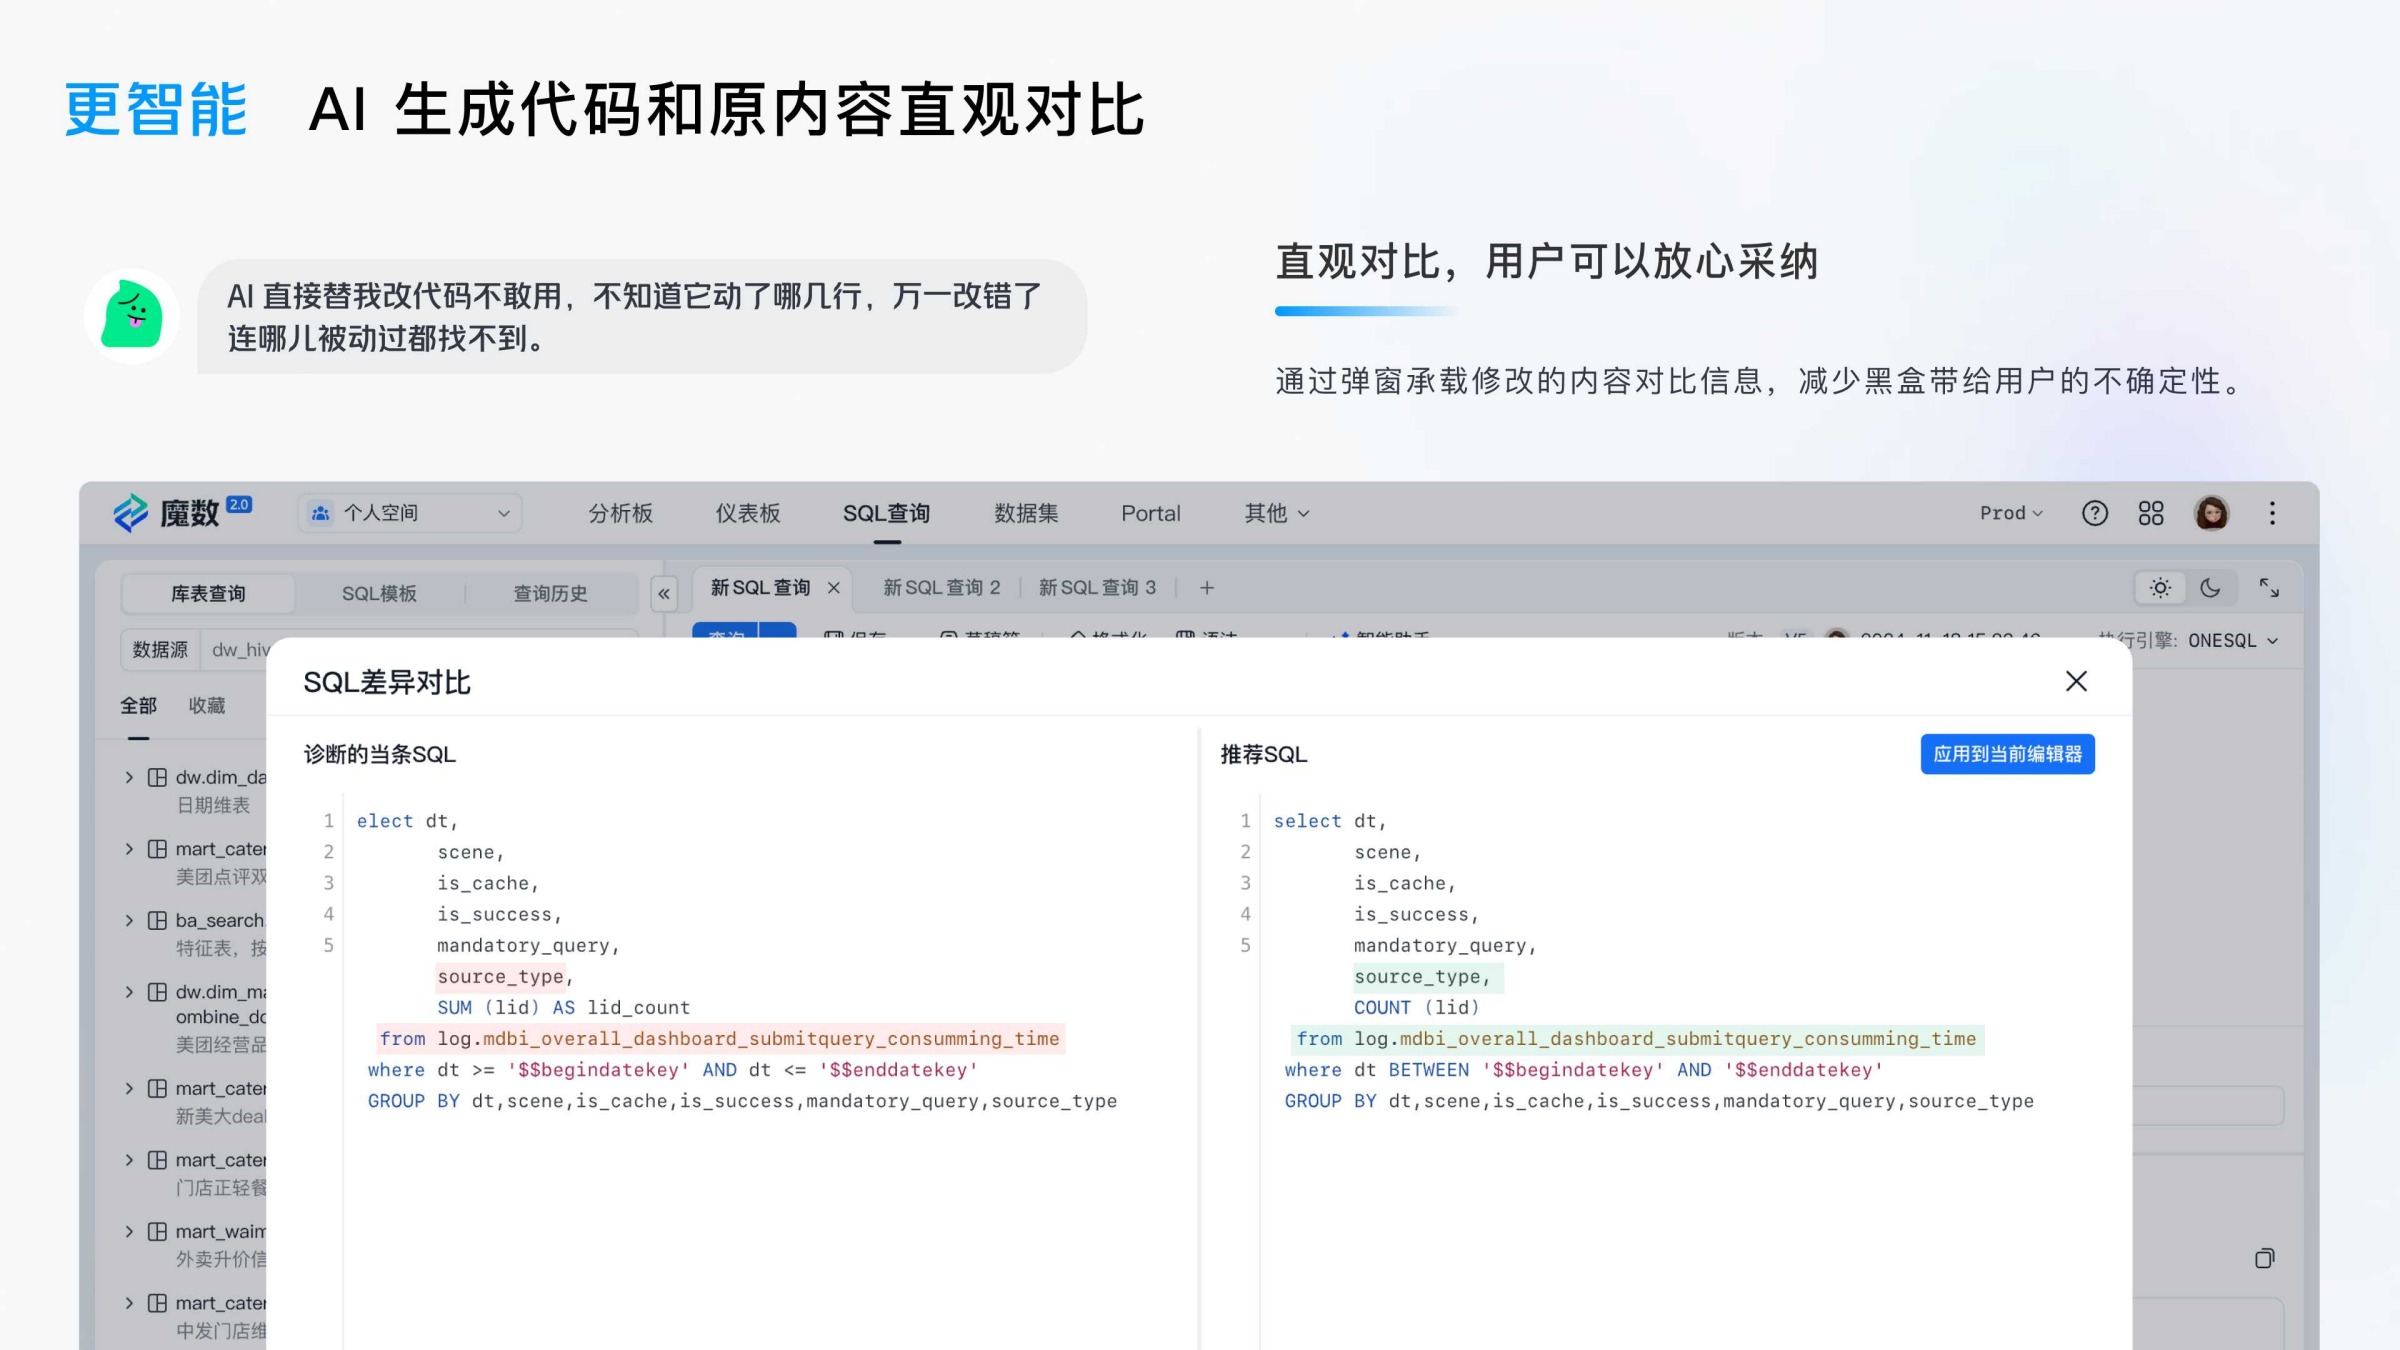 更智能 AI 生成代码和原内容直观对比
AI 直接替我改代码不敢用，不知道它动了哪几行，万一改错了
连哪儿被动过都找不到。
直观对比，用户可以放心采纳
通过弹窗承载修改的内容对比信息，减少黑盒带给用户的不确定性。
魔数 2.0 个人空间 分析板 仪表板 SQL查询 数据集 Portal 其他 Prod
库表查询 SQL模板 查询历史 新SQL查询 新SQL查询 2 新SQL查询 3
行引擎: ONESQL
数据源 dw_hiv
全部 收藏
dw.dim_da
日期维表
mart_cater
美团点评双
ba_search
特征表，按
dw.dim_ma
ombine_do
美团经营品
mart_cater
新美大deal
mart_cater
门店正轻餐
mart_waim
外卖升价信
mart_cater
中发门店维
SQL差异对比
诊断的当条SQL
1 elect dt,
2 scene,
3 is_cache,
4 is_success,
5 mandatory_query,
source_type,
SUM (lid) AS lid_count
from log.mdbi_overall_dashboard_submitquery_consumming_time
where dt >= '$$begindatekey' AND dt <= '$$enddatekey'
GROUP BY dt,scene,is_cache,is_success,mandatory_query,source_type
推荐SQL
应用到当前编辑器
1 select dt,
2 scene,
3 is_cache,
4 is_success,
5 mandatory_query,
source_type,
COUNT (lid)
from log.mdbi_overall_dashboard_submitquery_consumming_time
where dt BETWEEN '$$begindatekey' AND '$$enddatekey'
GROUP BY dt,scene,is_cache,is_success,mandatory_query,source_type